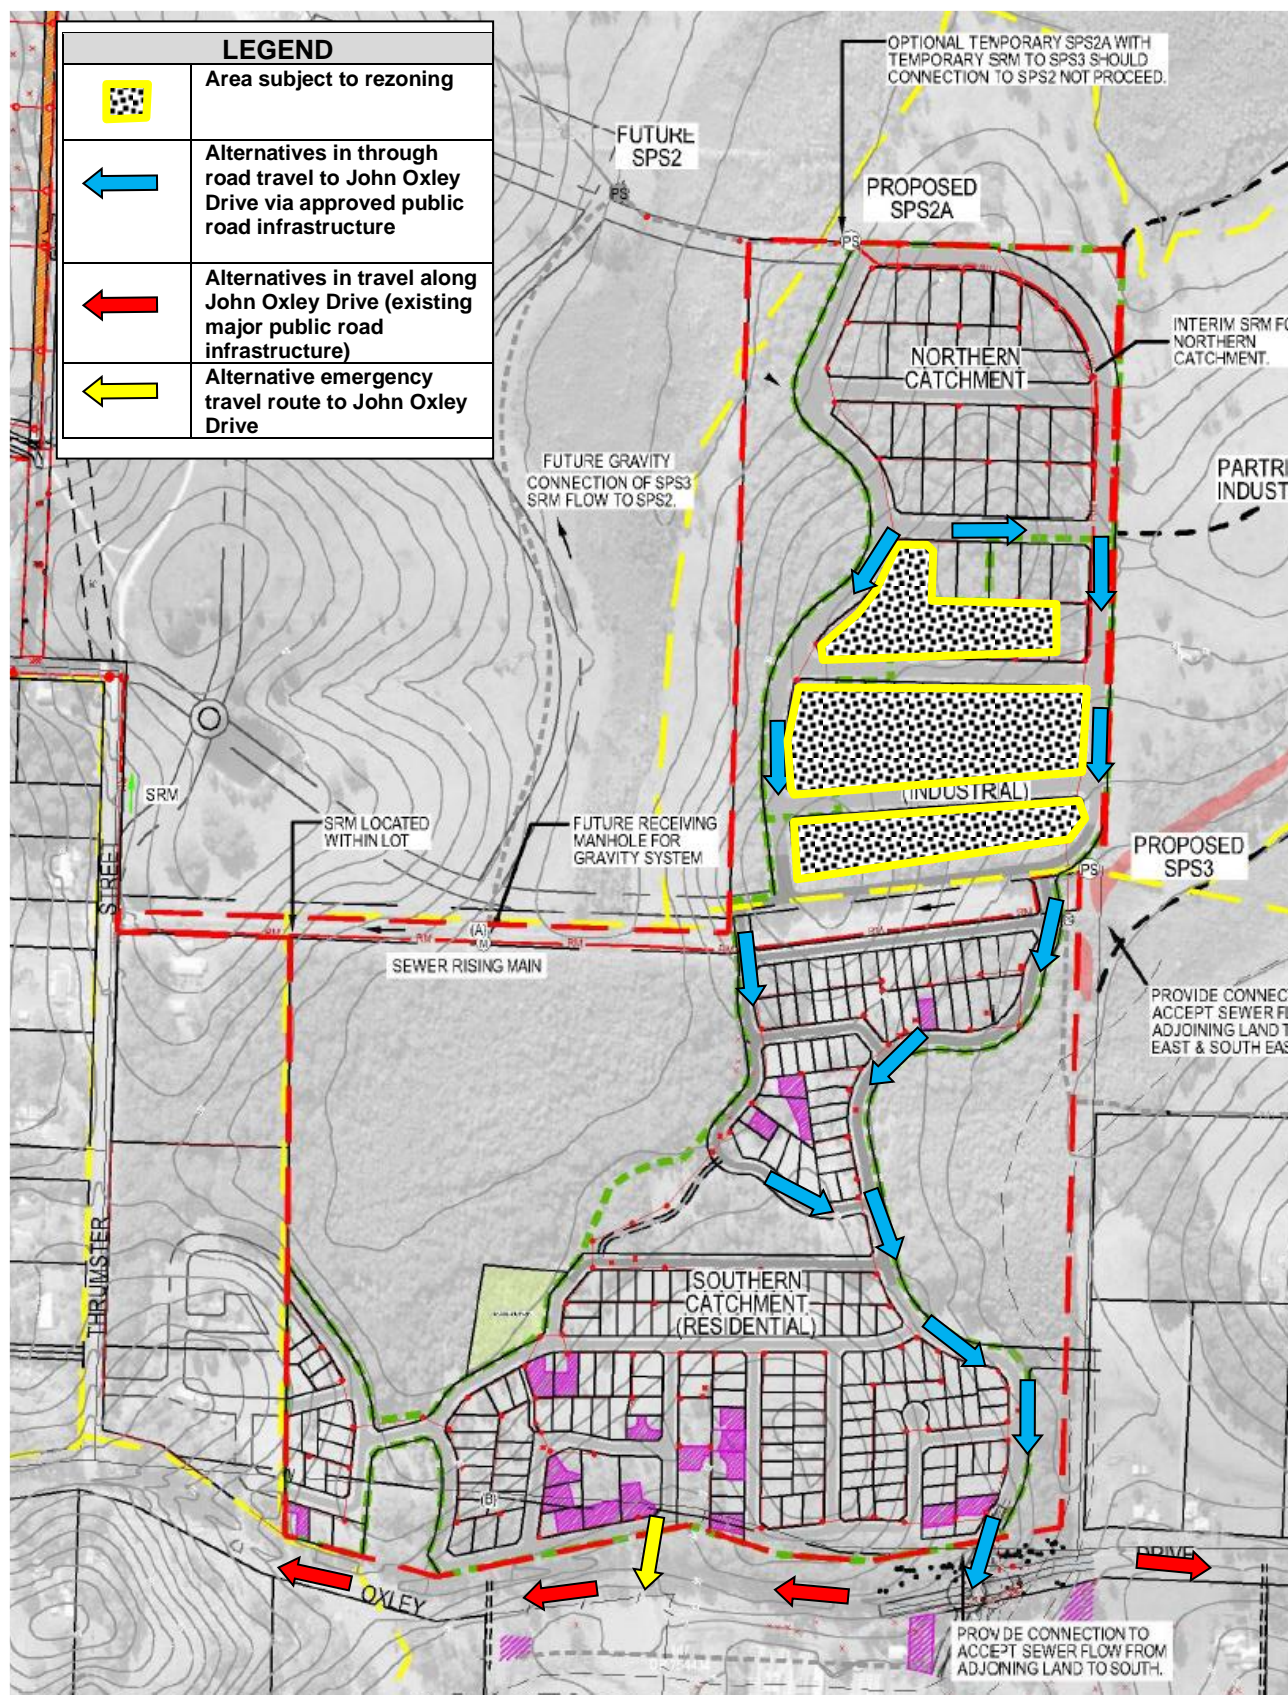 LEGEND
Area subject to rezoning
Alternatives in through
road travel to John Oxley
Drive via approved public
road infrastructure
Alternatives in travel along
John Oxley Drive (existing
major public road
infrastructure)
Alternative emergency
travel route to John Oxley
Drive
OPTIONAL TEMPORARY SPS2A WITH
TEMPORARY SRM TO SPS3 SHOULD
CONNECTION TO SPS2 NOT PROCEED.
FUTURE
SPS2
PS
PROPOSED
SPS2A
PS
INTERIM SRM FO
NORTHERN
CATCHMENT.
NORTHERN
CATCHMENT
FUTURE GRAVITY
CONNECTION OF SPS3
SRM FLOW TO SPS2.
PARTRI
INDUST
(INDUSTRIAL)
SRM
SRM LOCATED
WITHIN LOT
FUTURE RECEIVING
MANHOLE FOR
GRAVITY SYSTEM
PROPOSED
SPS3
PS
STREET
(A)
M
RM
RM
RM
RM
RM
RM
SEWER RISING MAIN
PROVIDE CONNEC
ACCEPT SEWER FL
ADJOINING LAND T
EAST & SOUTH EAS
THRUMSTER
SOUTHERN
CATCHMENT
(RESIDENTIAL)
(B)
OXLEY
DRIVE
PROVIDE CONNECTION TO
ACCEPT SEWER FLOW FROM
ADJOINING LAND TO SOUTH.